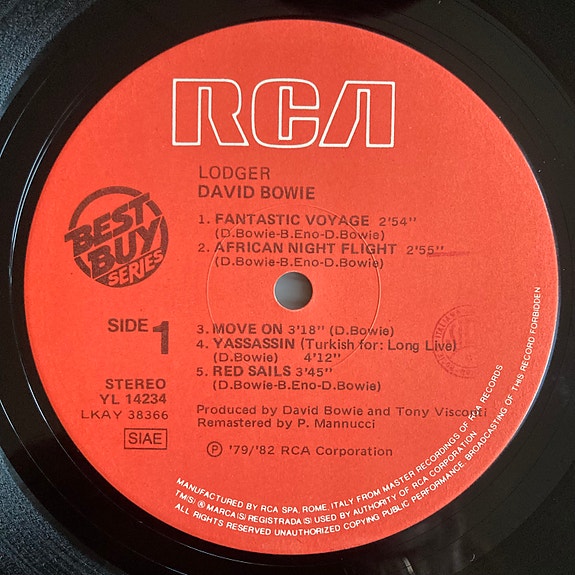 RCA
LODGER
DAVID BOWIE
1. FANTASTIC VOYAGE 2'54"
(D.Bowie-B.Eno-D.Bowie)
2. AFRICAN NIGHT FLIGHT 2'55"
(D.Bowie-B.Eno-D.Bowie)
BEST
BUY
SERIES
SIDE 1
3. MOVE ON 3'18" (D.Bowie)
4. YASSASSIN (Turkish for: Long Live)
(D.Bowie) 4'12"
5. RED SAILS 3'45"
(D.Bowie-B.Eno-D.Bowie)
STEREO
YL 14234
LKAY 38366
SIAE
Produced by David Bowie and Tony Visconti
Remastered by P. Mannucci
Ⓟ '79/'82 RCA Corporation
MANUFACTURED BY RCA SPA, ROME, ITALY FROM MASTER RECORDINGS OF RCA RECORDS
TM(S) ® MARCA(S) REGISTRADA(S) USED BY AUTHORITY OF RCA CORPORATION
ALL RIGHTS RESERVED UNAUTHORIZED COPYING PUBLIC PERFORMANCE BROADCASTING OF THIS RECORD FORBIDDEN